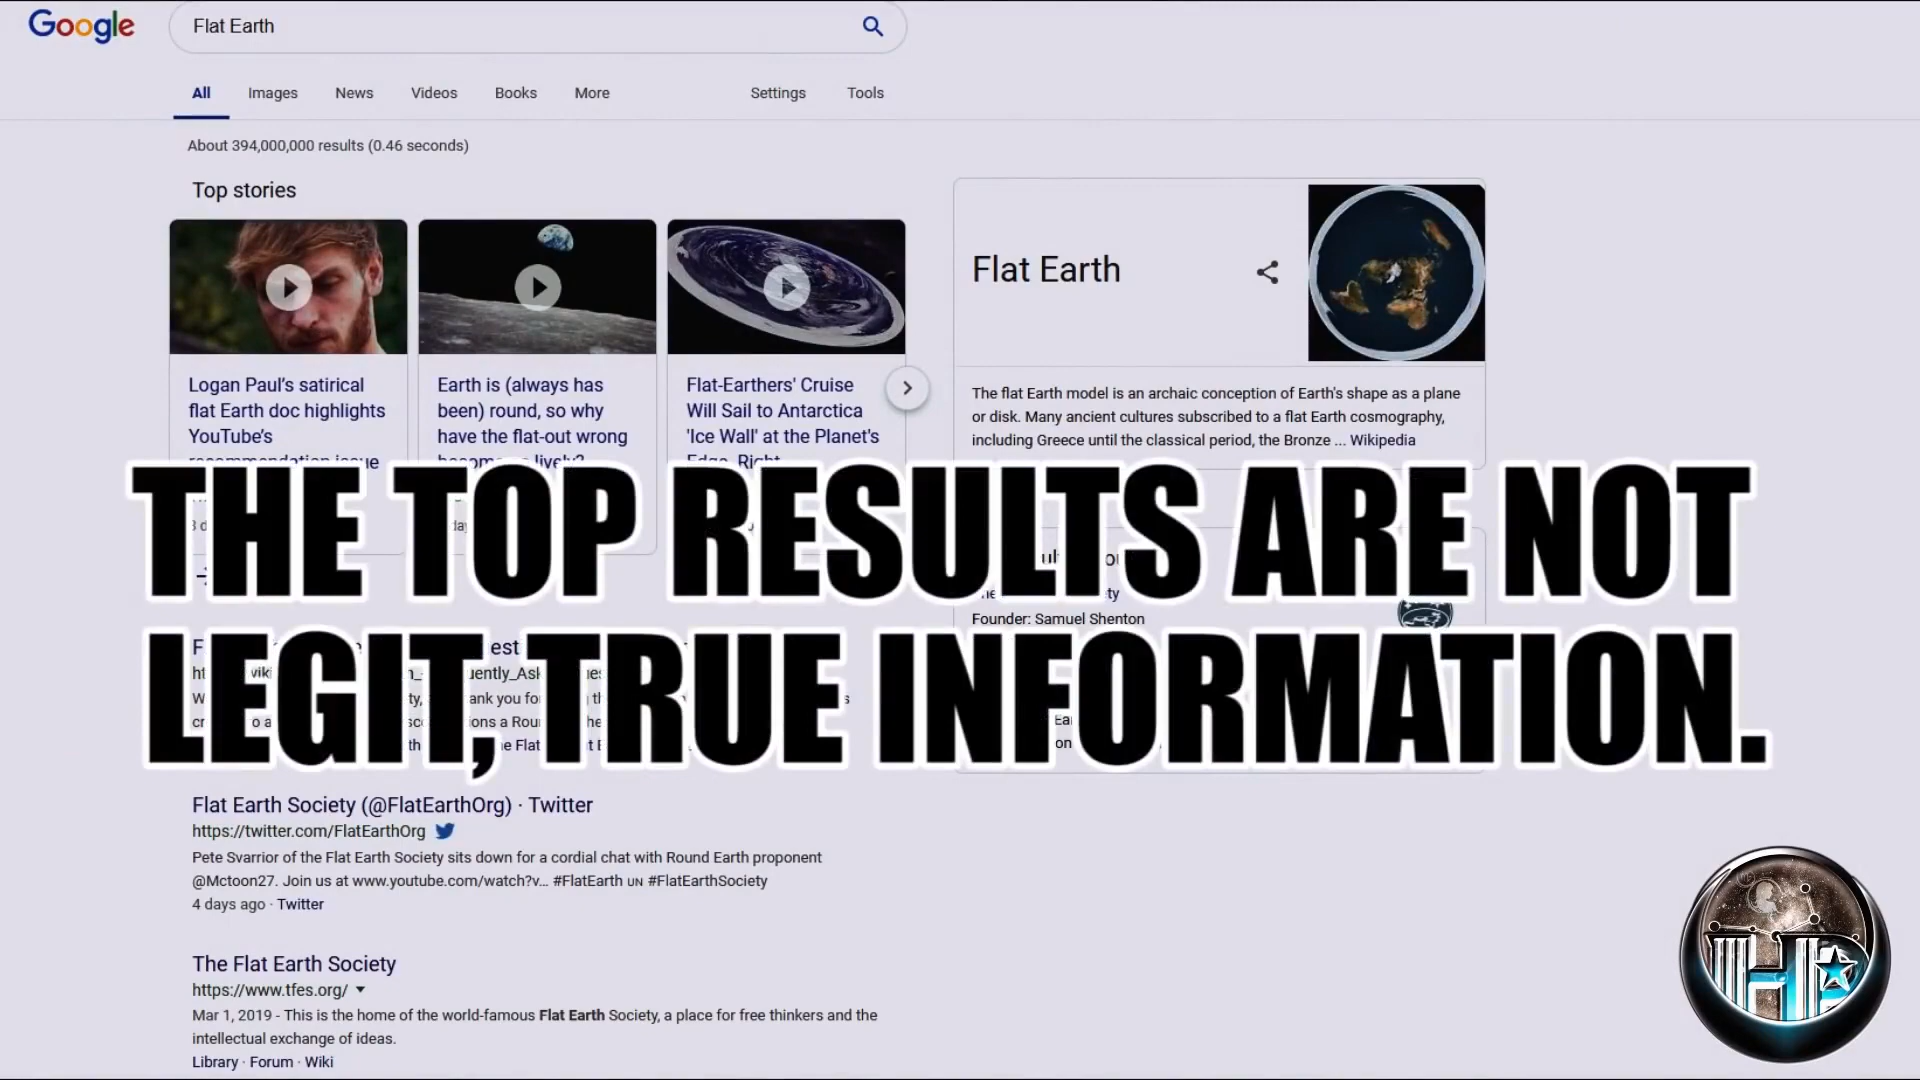 Google
Flat Earth
All Images News Videos Books More Settings Tools
About 394,000,000 results (0.46 seconds)
Top stories
Logan Paul's satirical
flat Earth doc highlights
YouTube's
Earth is (always has
been) round, so why
have the flat-out wrong
Flat-Earthers' Cruise
Will Sail to Antarctica
'Ice Wall' at the Planet's
Flat Earth
The flat Earth model is an archaic conception of Earth's shape as a plane
or disk. Many ancient cultures subscribed to a flat Earth cosmography,
including Greece until the classical period, the Bronze ... Wikipedia
THE TOP RESULTS ARE NOT
LEGIT, TRUE INFORMATION.
Founder: Samuel Shenton
Flat Earth Society (@FlatEarthOrg) · Twitter
https://twitter.com/FlatEarthOrg
Pete Svarrior of the Flat Earth Society sits down for a cordial chat with Round Earth proponent
@Mctoon27. Join us at www.youtube.com/watch?v... #FlatEarth UN #FlatEarthSociety
4 days ago · Twitter
The Flat Earth Society
https://www.tfes.org/
Mar 1, 2019 - This is the home of the world-famous Flat Earth Society, a place for free thinkers and the
intellectual exchange of ideas.
Library · Forum · Wiki
HP